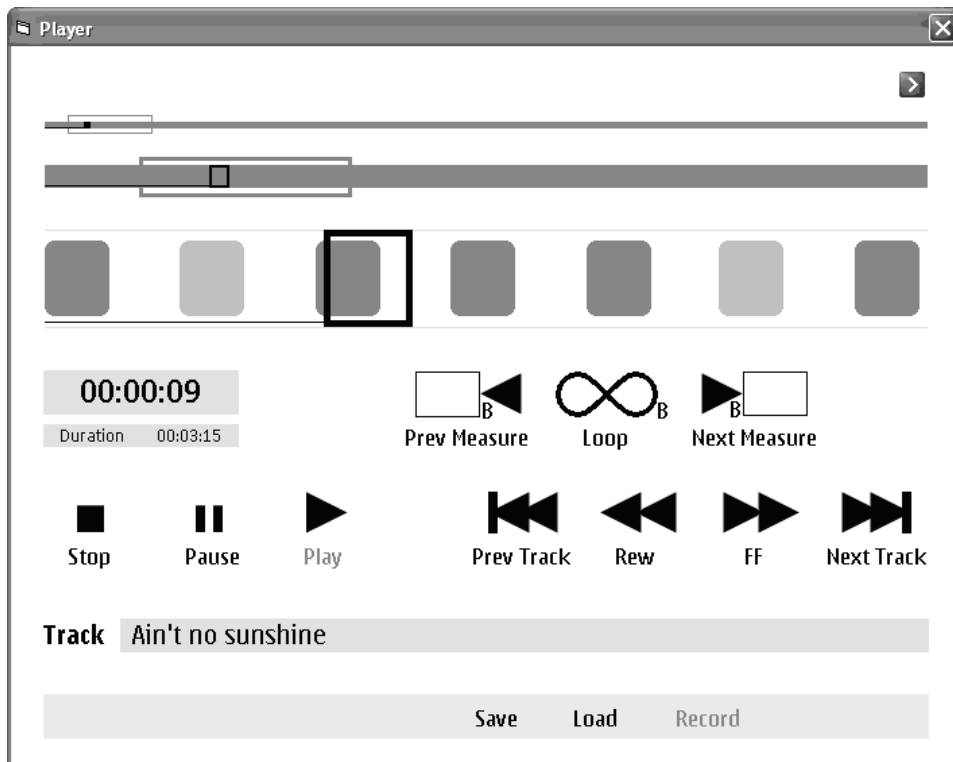 Player
00:00:09
Duration 00:03:15
B B B
Prev Measure Loop Next Measure
Stop Pause Play Prev Track Rew FF Next Track
Track Ain't no sunshine
Save Load Record